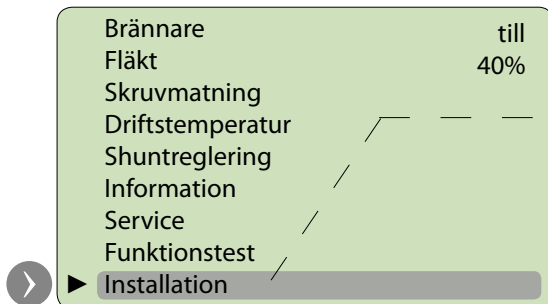 Brännare till
Fläkt 40%
Skruvmatning
Driftstemperatur
Shuntreglering
Information
Service
Funktionstest
Installation